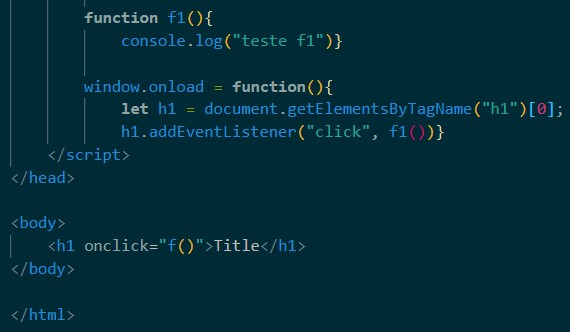 function f1(){
console.log("teste f1")}
window.onload = function(){
let h1 = document.getElementsByTagName("h1")[0];
h1.addEventListener("click", f1())}
</script>
</head>
<body>
<h1 onclick="f()">Title</h1>
</body>
</html>